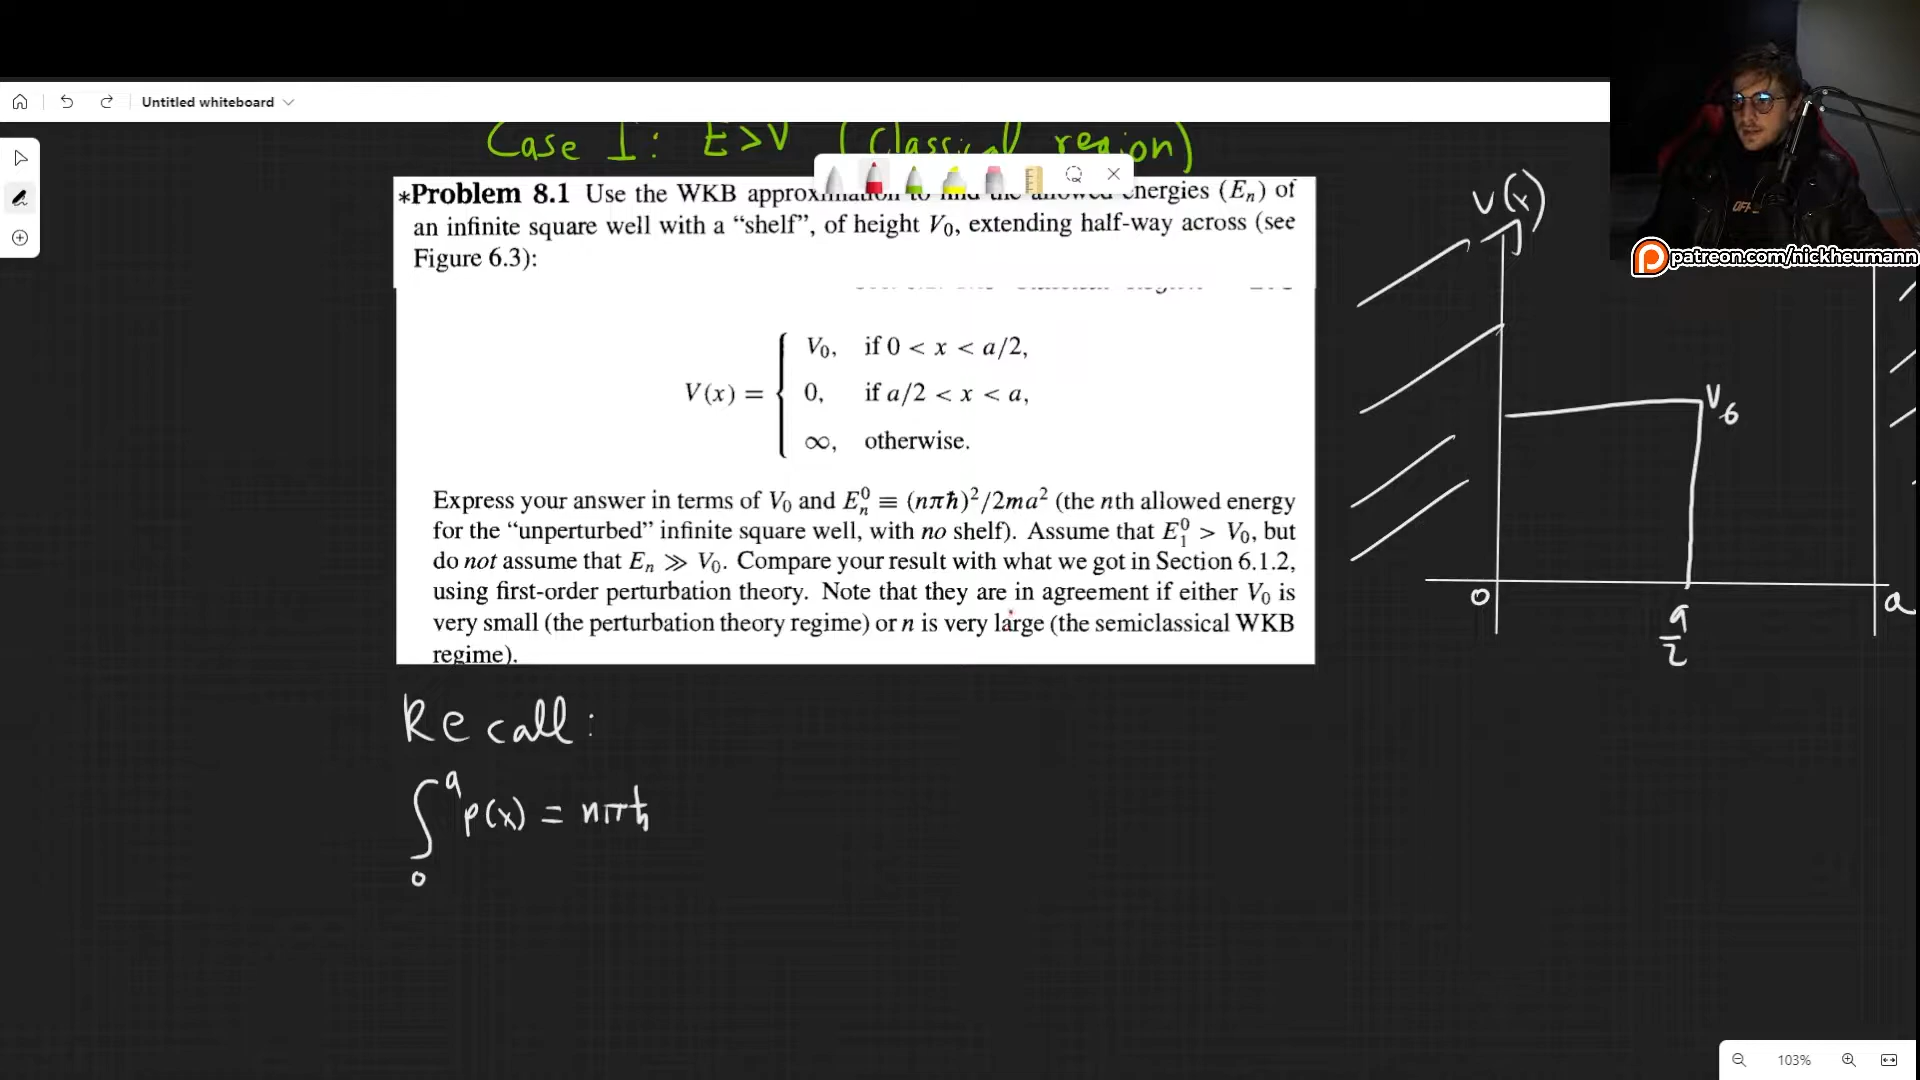 Untitled whiteboard
Case I: E>V (Classical region)
*Problem 8.1 Use the WKB energies (Eₙ) of
an infinite square well with a “shelf”, of height V₀, extending half-way across (see
Figure 6.3):
V(x) = { V₀, if 0 < x < a/2,
0, if a/2 < x < a,
∞, otherwise.
Express your answer in terms of V₀ and Eₙ⁰ ≡ (nπℏ)²/2ma² (the nth allowed energy
for the “unperturbed” infinite square well, with no shelf). Assume that E₁⁰ > V₀, but
do not assume that Eₙ ≫ V₀. Compare your result with what we got in Section 6.1.2,
using first-order perturbation theory. Note that they are in agreement if either V₀ is
very small (the perturbation theory regime) or n is very large (the semiclassical WKB
regime).
Recall:
∫₀ᵃ p(x) = nπℏ
V(x)
V₀
0
a/2
a
OFF
patreon.com/nickheumann
103%